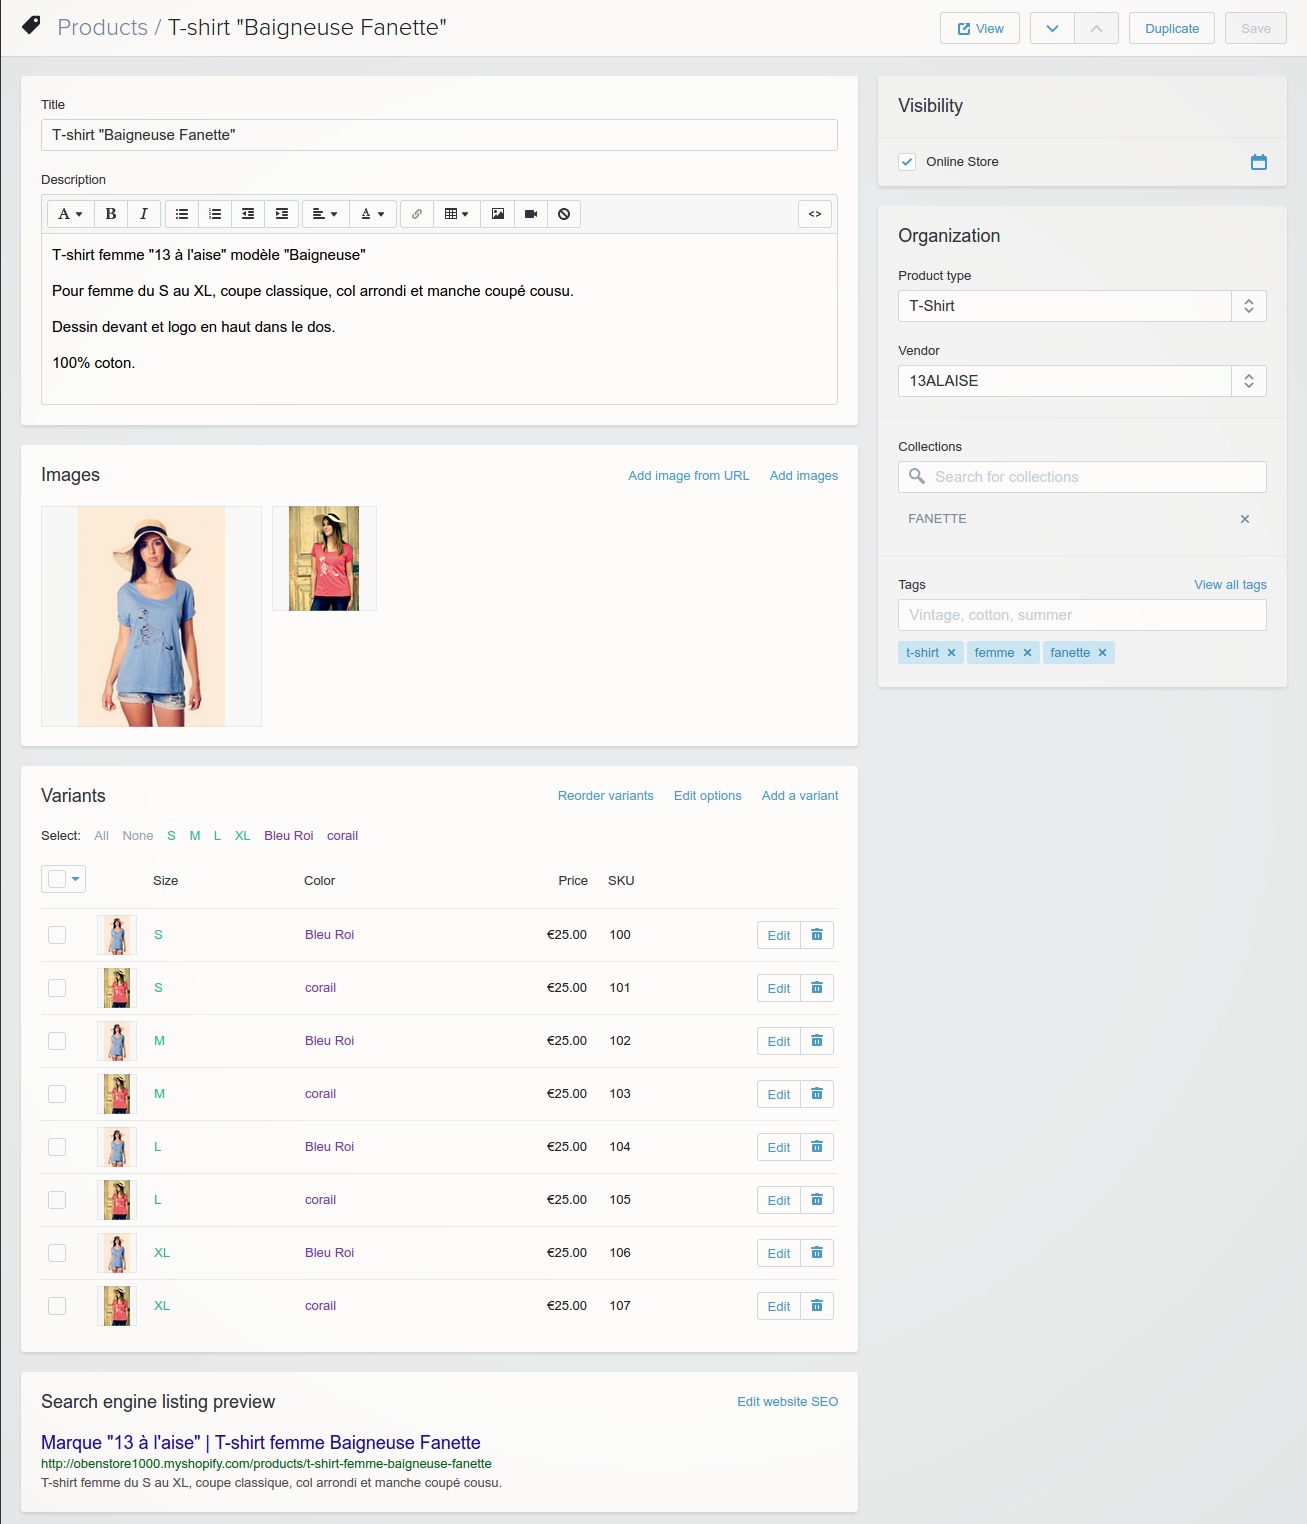 Products / T-shirt "Baigneuse Fanette"
View
Duplicate
Save
Title
T-shirt "Baigneuse Fanette"
Description
A B I A <>
T-shirt femme "13 à l'aise" modèle "Baigneuse"
Pour femme du S au XL, coupe classique, col arrondi et manche coupé cousu.
Dessin devant et logo en haut dans le dos.
100% coton.
Images
Add image from URL Add images
Variants
Reorder variants Edit options Add a variant
Select: All None S M L XL Bleu Roi corail
Size Color Price SKU
S Bleu Roi €25.00 100 Edit
S corail €25.00 101 Edit
M Bleu Roi €25.00 102 Edit
M corail €25.00 103 Edit
L Bleu Roi €25.00 104 Edit
L corail €25.00 105 Edit
XL Bleu Roi €25.00 106 Edit
XL corail €25.00 107 Edit
Search engine listing preview
Edit website SEO
Marque "13 à l'aise" | T-shirt femme Baigneuse Fanette
http://obenstore1000.myshopify.com/products/t-shirt-femme-baigneuse-fanette
T-shirt femme du S au XL, coupe classique, col arrondi et manche coupé cousu.
Visibility
Online Store
Organization
Product type
T-Shirt
Vendor
13ALAISE
Collections
Search for collections
FANETTE
Tags
View all tags
Vintage, cotton, summer
t-shirt femme fanette